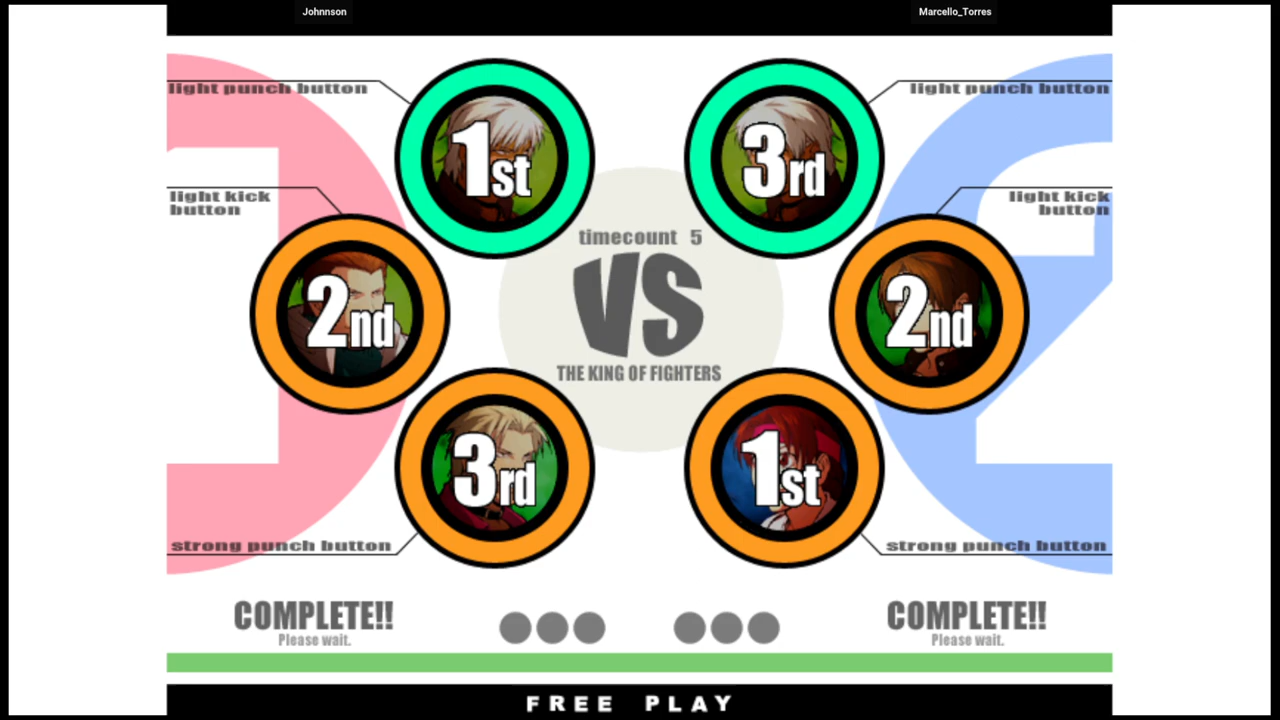 Johnnson
Marcello_Torres
light punch button
light punch button
1st
3rd
light kick
button
light kick
button
timecount 5
VS
THE KING OF FIGHTERS
2nd
2nd
3rd
1st
strong punch button
strong punch button
COMPLETE!!
Please wait.
COMPLETE!!
Please wait.
FREE PLAY